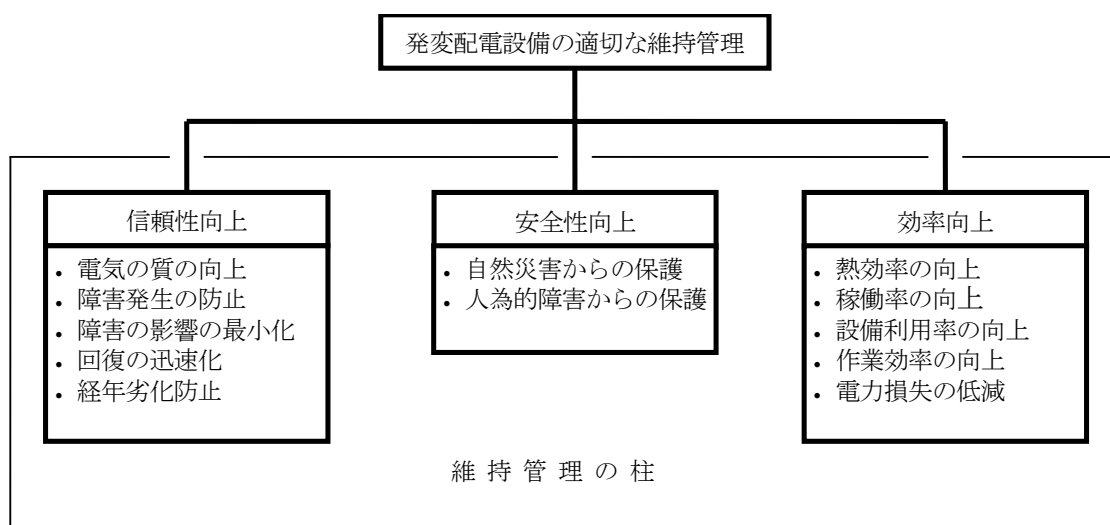 発変配電設備の適切な維持管理
信頼性向上
・電気の質の向上
・障害発生の防止
・障害の影響の最小化
・回復の迅速化
・経年劣化防止
安全性向上
・自然災害からの保護
・人為的障害からの保護
効率向上
・熱効率の向上
・稼働率の向上
・設備利用率の向上
・作業効率の向上
・電力損失の低減
維 持 管 理 の 柱